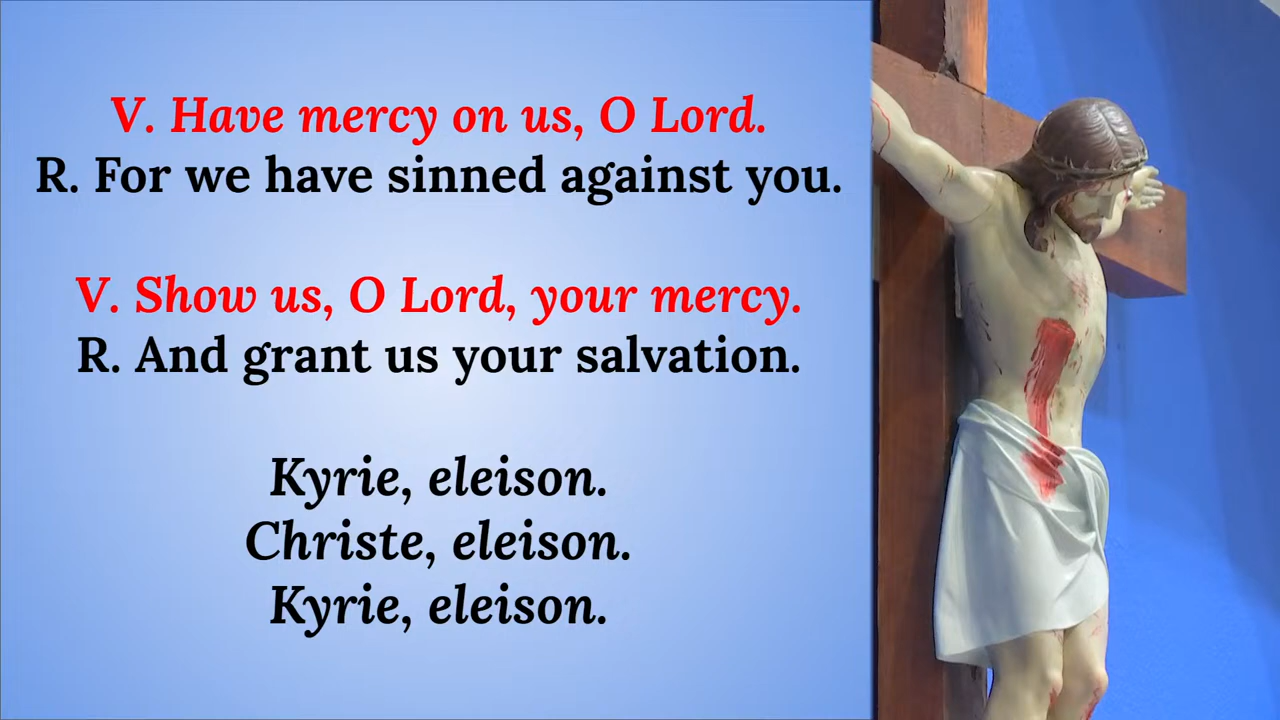 V. Have mercy on us, O Lord.
R. For we have sinned against you.
V. Show us, O Lord, your mercy.
R. And grant us your salvation.
Kyrie, eleison.
Christe, eleison.
Kyrie, eleison.